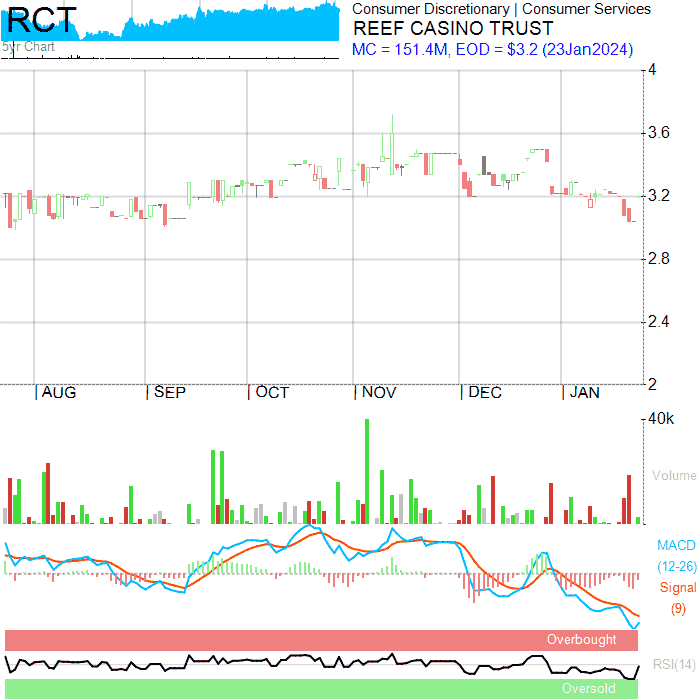 RCT
5yr Chart
Consumer Discretionary | Consumer Services
REEF CASINO TRUST
MC = 151.4M, EOD = $3.2 (23Jan2024)
4
3.6
3.2
2.8
2.4
2
| AUG | SEP | OCT | NOV | DEC | JAN
40k
Volume
MACD
(12-26)
Signal
(9)
Overbought
RSI(14)
Oversold